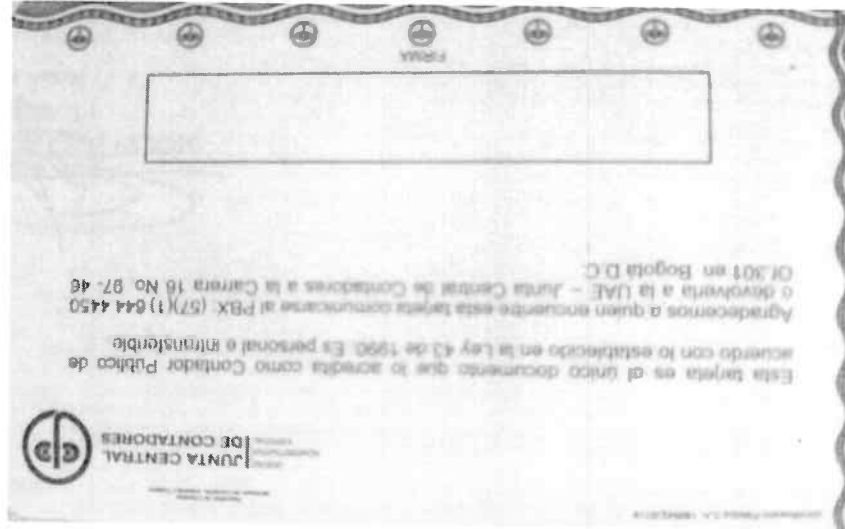 JUNTA CENTRAL
DE CONTADORES
Esta tarjeta es el único documento que lo acredita como Contador Público de
acuerdo con lo establecido en la Ley 43 de 1990. Es personal e intransferible
Agradecemos a quien encuentre esta tarjeta comunicarse al PBX: (57)(1) 644 4450
o devolverla a la UAE – Junta Central de Contadores a la Carrera 16 No 97- 46
Of 301 en Bogotá D C
FIRMA